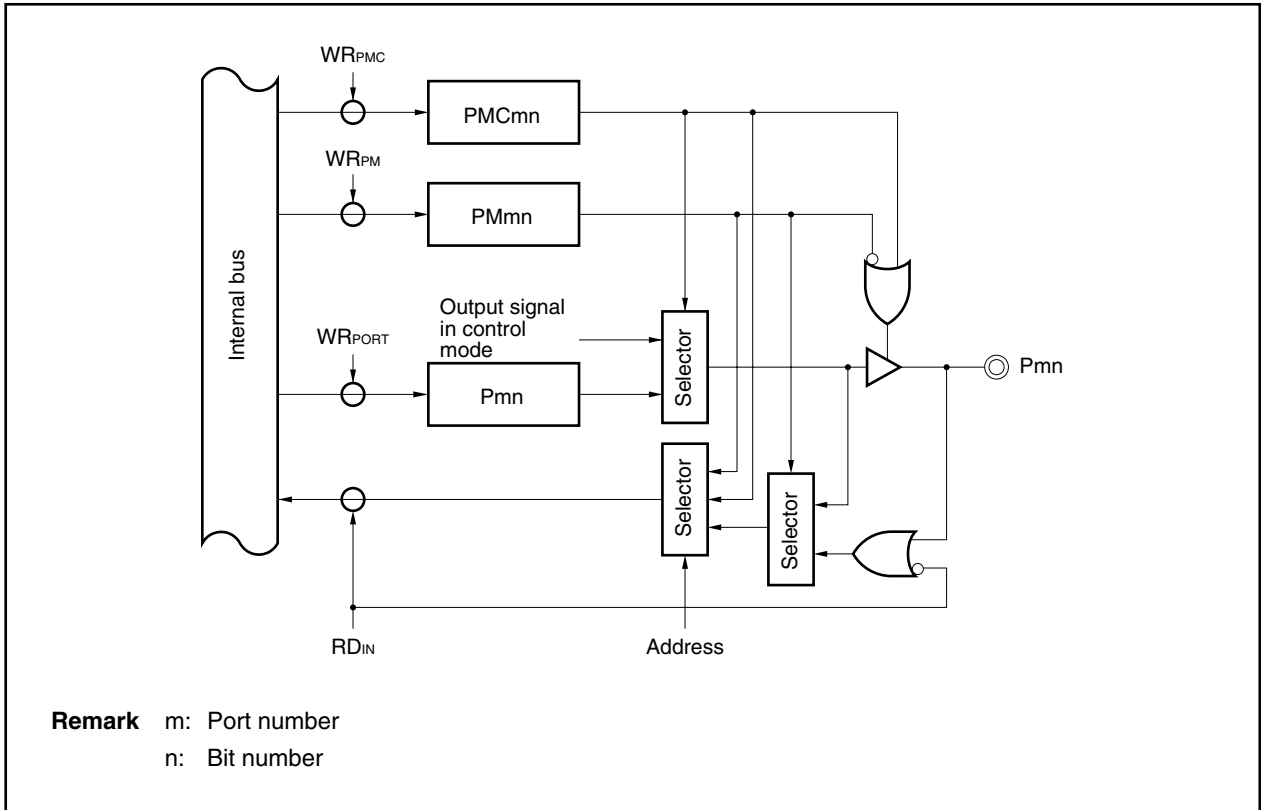 WRPMC
PMCmn
WRPM
PMmn
Internal bus
Output signal
in control
mode
WRPORT
Pmn
Selector
Pmn
Selector
Selector
RDIN
Address
Remark m: Port number
n: Bit number